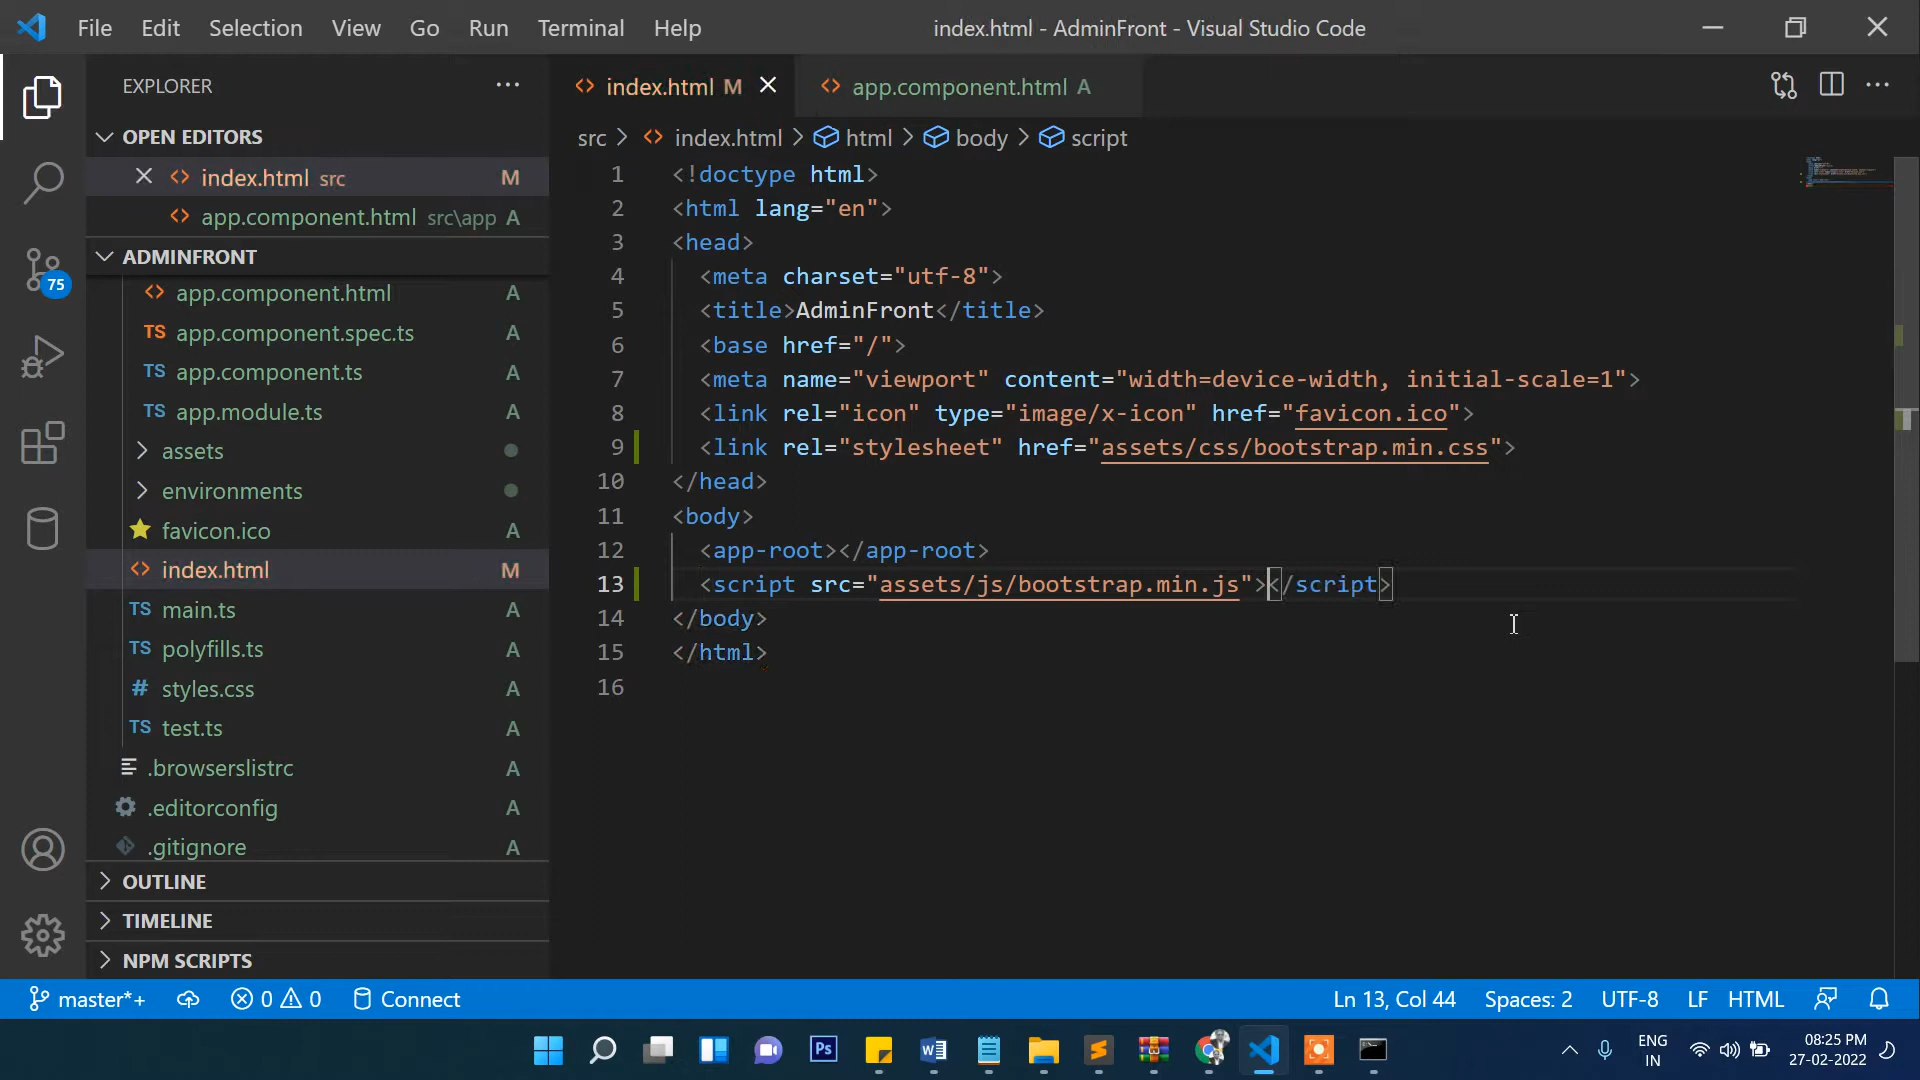 File Edit Selection View Go Run Terminal Help
index.html - AdminFront - Visual Studio Code
EXPLORER
OPEN EDITORS
index.html src M
app.component.html src\app A
ADMINFRONT
app.component.html A
app.component.spec.ts A
app.component.ts A
app.module.ts A
assets
environments
favicon.ico A
index.html M
main.ts A
polyfills.ts A
styles.css A
test.ts A
.browserslistrc A
.editorconfig A
.gitignore A
OUTLINE
TIMELINE
NPM SCRIPTS
75
index.html M
app.component.html A
src > index.html > html > body > script
1 <!doctype html>
2 <html lang="en">
3 <head>
4 <meta charset="utf-8">
5 <title>AdminFront</title>
6 <base href="/">
7 <meta name="viewport" content="width=device-width, initial-scale=1">
8 <link rel="icon" type="image/x-icon" href="favicon.ico">
9 <link rel="stylesheet" href="assets/css/bootstrap.min.css">
10 </head>
11 <body>
12 <app-root></app-root>
13 <script src="assets/js/bootstrap.min.js"></script>
14 </body>
15 </html>
16
master*+ 0 0 Connect
Ln 13, Col 44 Spaces: 2 UTF-8 LF HTML
Ps
ENG
IN
08:25 PM
27-02-2022